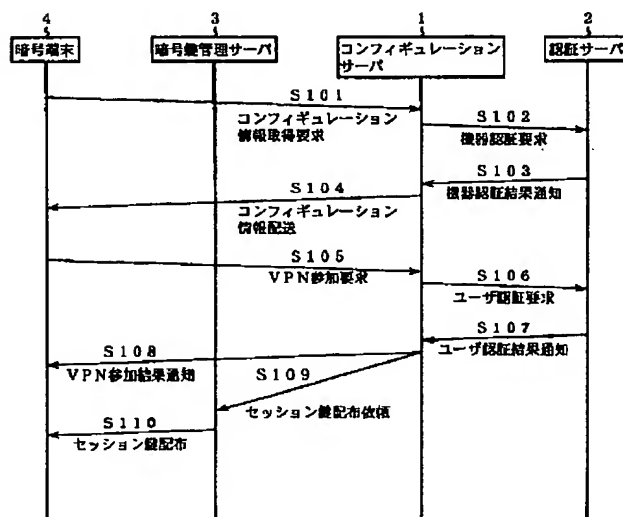 4
3
1
2
暗号端末
暗号鍵管理サーバ
コンフィギュレーション
サーバ
認証サーバ
S101
コンフィギュレーション
情報取得要求
S102
機器認証要求
S103
機器認証結果通知
S104
コンフィギュレーション
情報配送
S105
VPN参加要求
S106
ユーザ認証要求
S107
ユーザ認証結果通知
S108
VPN参加結果通知
S109
セッション鍵配布依頼
S110
セッション鍵配布